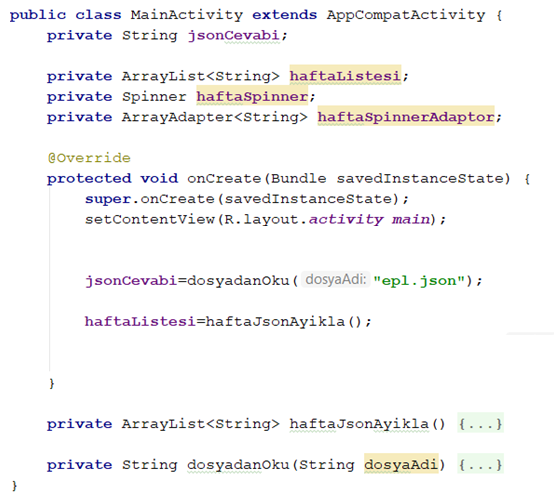 public class MainActivity extends AppCompatActivity {
private String jsonCevabi;
private ArrayList<String> haftaListesi;
private Spinner haftaSpinner;
private ArrayAdapter<String> haftaSpinnerAdaptor;
@Override
protected void onCreate(Bundle savedInstanceState) {
super.onCreate(savedInstanceState);
setContentView(R.layout.activity_main);
jsonCevabi=dosyadanOku( dosyaAdi: "epl.json");
haftaListesi=haftaJsonAyikla();
}
private ArrayList<String> haftaJsonAyikla() {...}
private String dosyadanOku(String dosyaAdi) {...}
}